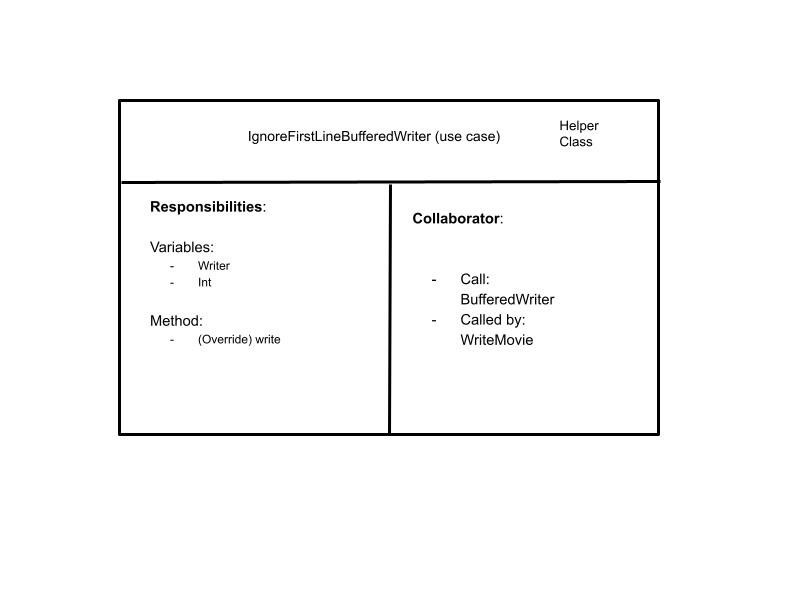 IgnoreFirstLineBufferedWriter (use case)
Helper
Class
Responsibilities:
Variables:
- Writer
- Int
Method:
- (Override) write
Collaborator:
- Call:
BufferedWriter
- Called by:
WriteMovie